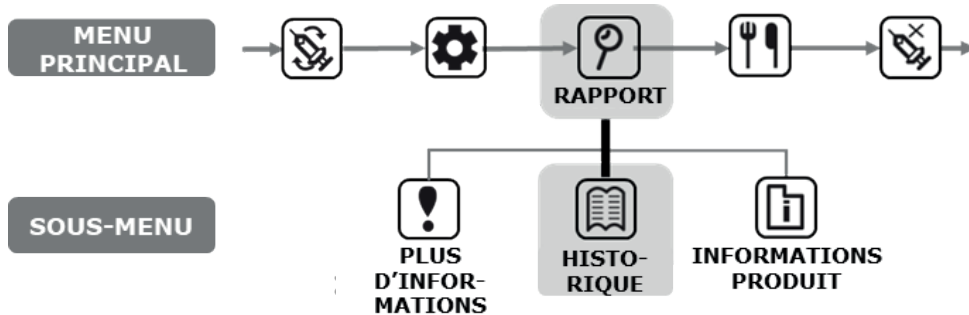 MENU
PRINCIPAL
RAPPORT
SOUS-MENU
PLUS
D'INFOR-
MATIONS
HISTO-
RIQUE
INFORMATIONS
PRODUIT